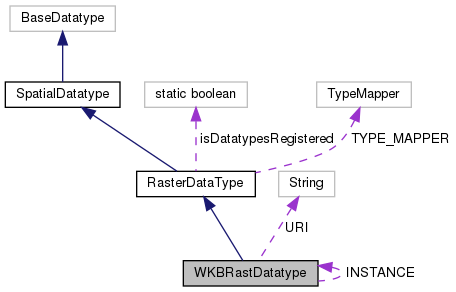 BaseDatatype
SpatialDatatype
static boolean
TypeMapper
isDatatypesRegistered
TYPE_MAPPER
RasterDataType
String
URI
WKBRastDatatype
INSTANCE